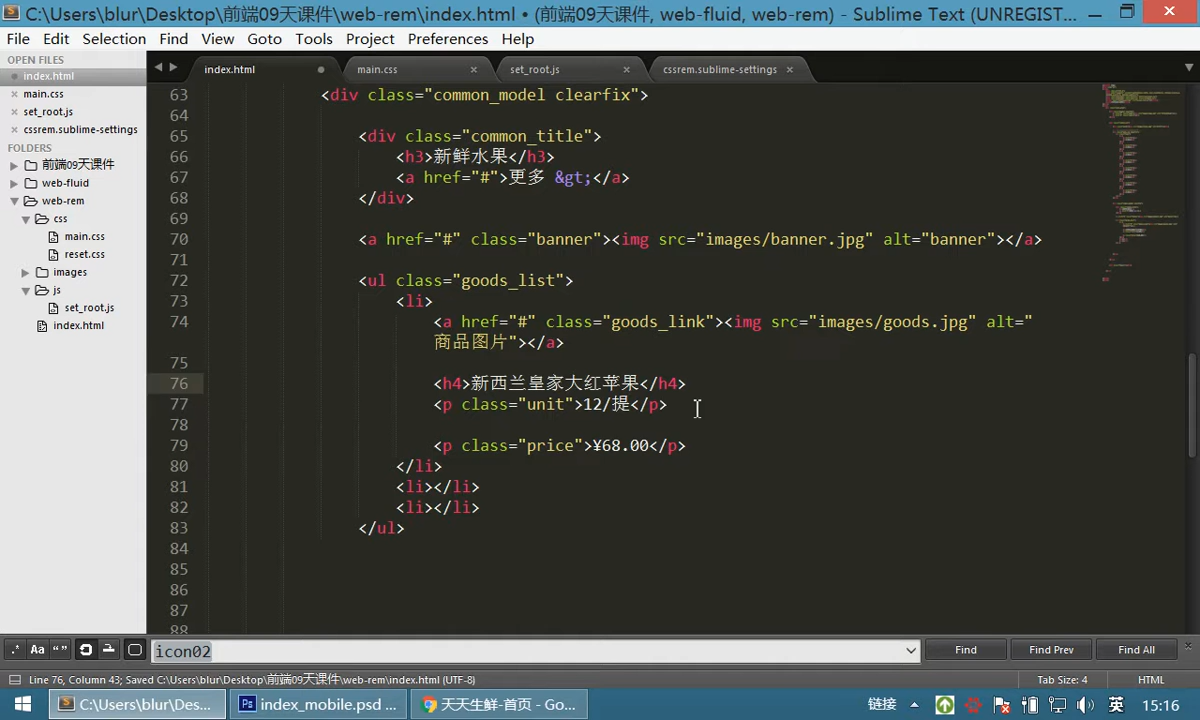 C:\Users\blur\Desktop\前端09天课件\web-rem\index.html • (前端09天课件, web-fluid, web-rem) - Sublime Text (UNREGIST...
File Edit Selection Find View Goto Tools Project Preferences Help
OPEN FILES
index.html
main.css
set_root.js
cssrem.sublime-settings
FOLDERS
前端09天课件
web-fluid
web-rem
css
main.css
reset.css
images
js
set_root.js
index.html
index.html main.css set_root.js cssrem.sublime-settings
63 <div class="common_model clearfix">
64
65 <div class="common_title">
66 <h3>新鲜水果</h3>
67 <a href="#">更多 &gt;</a>
68 </div>
69
70 <a href="#" class="banner"><img src="images/banner.jpg" alt="banner"></a>
71
72 <ul class="goods_list">
73 <li>
74 <a href="#" class="goods_link"><img src="images/goods.jpg" alt="
商品图片"></a>
75
76 <h4>新西兰皇家大红苹果</h4>
77 <p class="unit">12/提</p>
78
79 <p class="price">¥68.00</p>
80 </li>
81 <li></li>
82 <li></li>
83 </ul>
84
85
86
87
88
.* Aa “ ” icon02 Find Find Prev Find All
Line 76, Column 43; Saved C:\Users\blur\Desktop\前端09天课件\web-rem\index.html (UTF-8) Tab Size: 4 HTML
C:\Users\blur\Des... index_mobile.psd ... 天天生鲜-首页 - Go... 链接 英 15:16